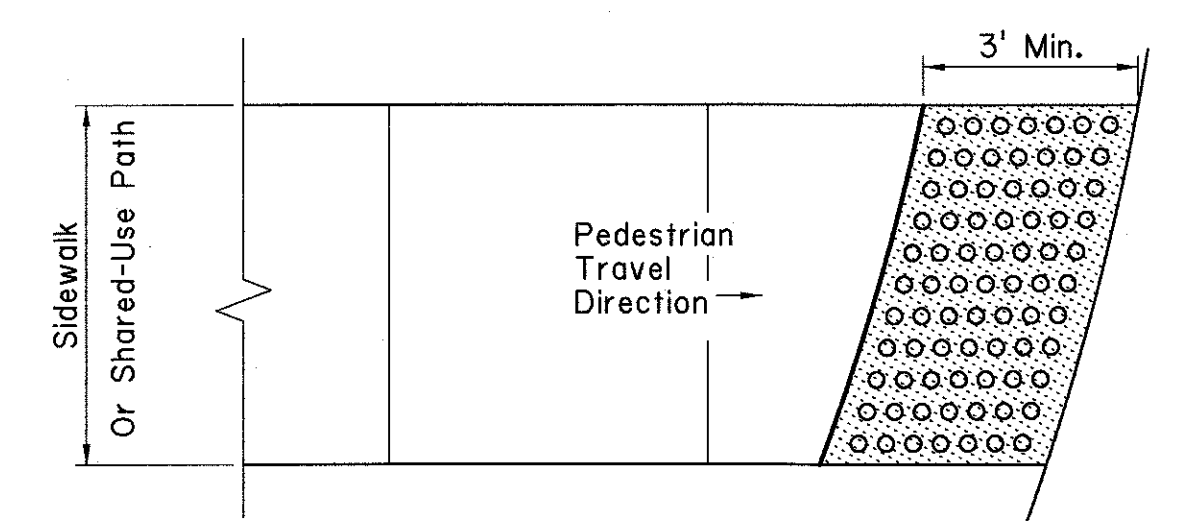 3' Min.
Sidewalk
Or Shared-Use Path
Pedestrian
Travel
Direction